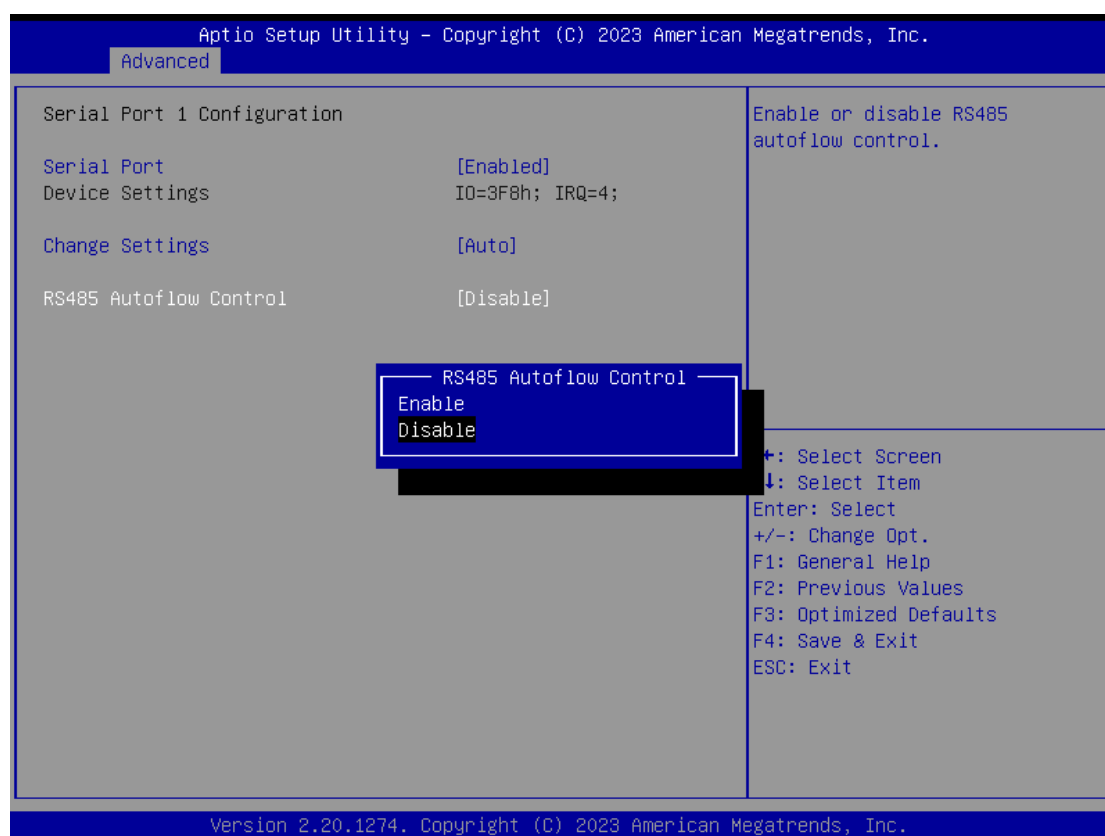 Aptio Setup Utility – Copyright (C) 2023 American Megatrends, Inc.
Advanced
Serial Port 1 Configuration
Serial Port [Enabled]
Device Settings IO=3F8h; IRQ=4;
Change Settings [Auto]
RS485 Autoflow Control [Disable]
Enable or disable RS485
autoflow control.
RS485 Autoflow Control
Enable
Disable
: Select Screen
↓: Select Item
Enter: Select
+/-: Change Opt.
F1: General Help
F2: Previous Values
F3: Optimized Defaults
F4: Save & Exit
ESC: Exit
Version 2.20.1274. Copyright (C) 2023 American Megatrends, Inc.